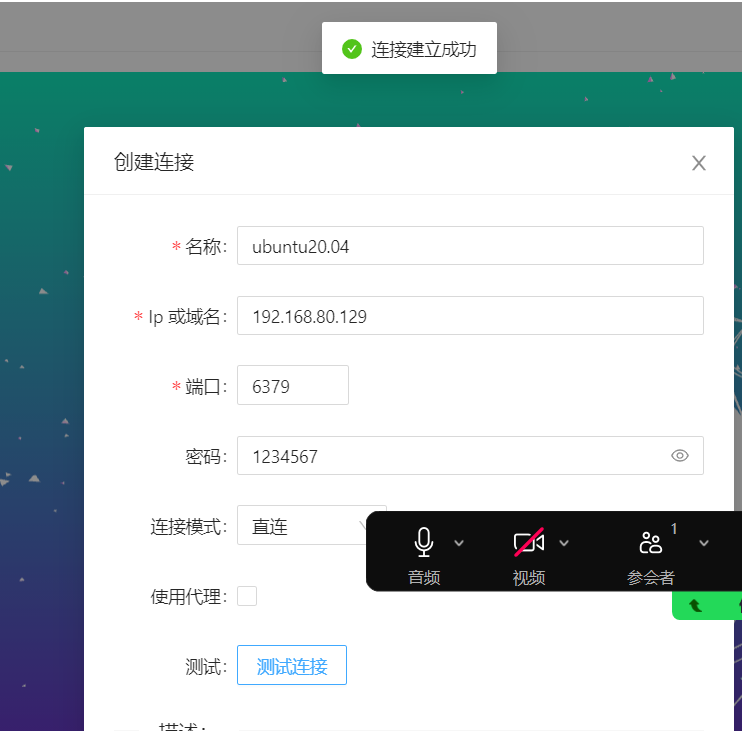 连接建立成功
创建连接
* 名称: ubuntu20.04
* Ip 或域名: 192.168.80.129
* 端口: 6379
密码: 1234567
连接模式: 直连
1
音频 视频 参会者
使用代理:
测试: 测试连接
描述: